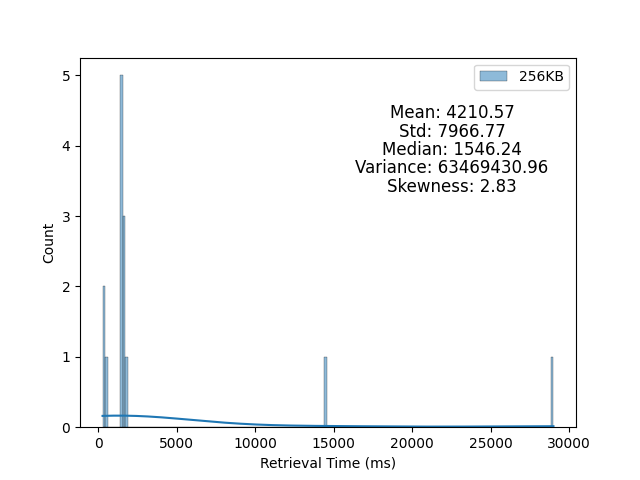 256KB
Mean: 4210.57
Std: 7966.77
Median: 1546.24
Variance: 63469430.96
Skewness: 2.83
5
4
3
2
1
0
Count
0 5000 10000 15000 20000 25000 30000
Retrieval Time (ms)